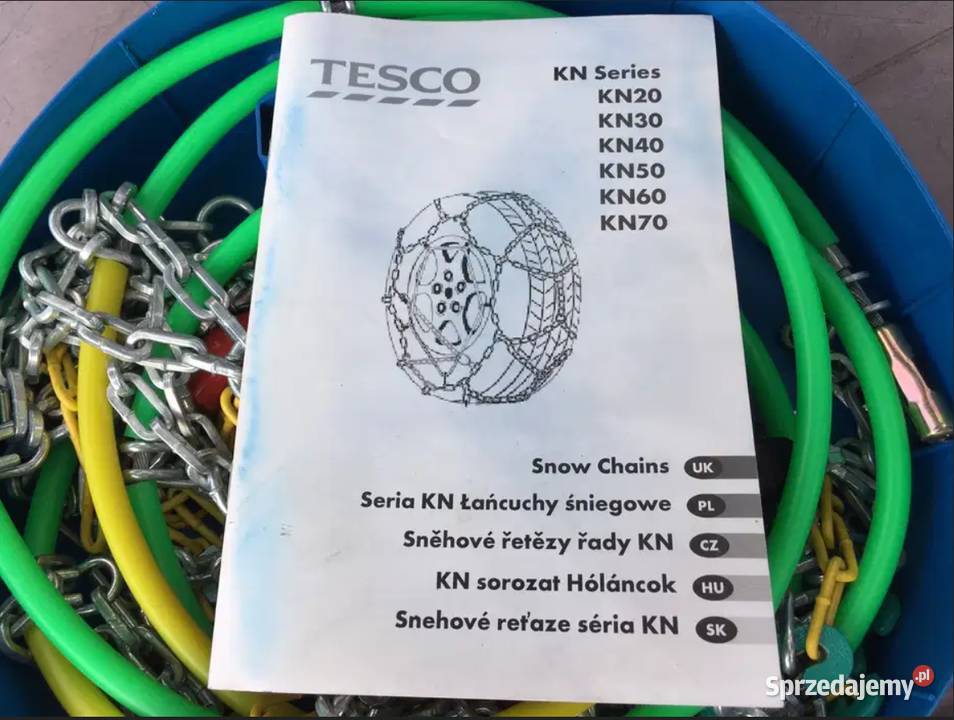 TESCO
KN Series
KN20
KN30
KN40
KN50
KN60
KN70
Snow Chains UK
Seria KN Łańcuchy śniegowe PL
Sněhové řetězy řady KN CZ
KN sorozat Hóláncok HU
Snehové reťaze séria KN SK
Sprzedajemy.pl